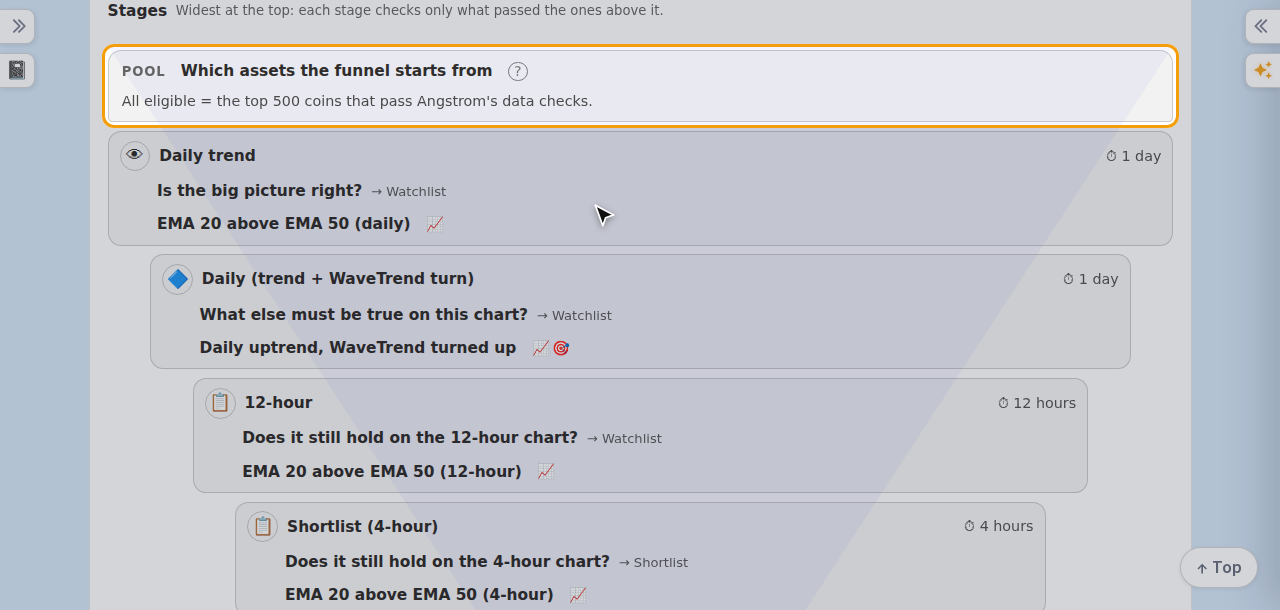 Stages Widest at the top: each stage checks only what passed the ones above it.
POOL Which assets the funnel starts from ?
All eligible = the top 500 coins that pass Angstrom's data checks.
Daily trend 1 day
Is the big picture right? → Watchlist
EMA 20 above EMA 50 (daily)
Daily (trend + WaveTrend turn) 1 day
What else must be true on this chart? → Watchlist
Daily uptrend, WaveTrend turned up
12-hour 12 hours
Does it still hold on the 12-hour chart? → Watchlist
EMA 20 above EMA 50 (12-hour)
Shortlist (4-hour) 4 hours
Does it still hold on the 4-hour chart? → Shortlist
↑ Top
EMA 20 above EMA 50 (4-hour)